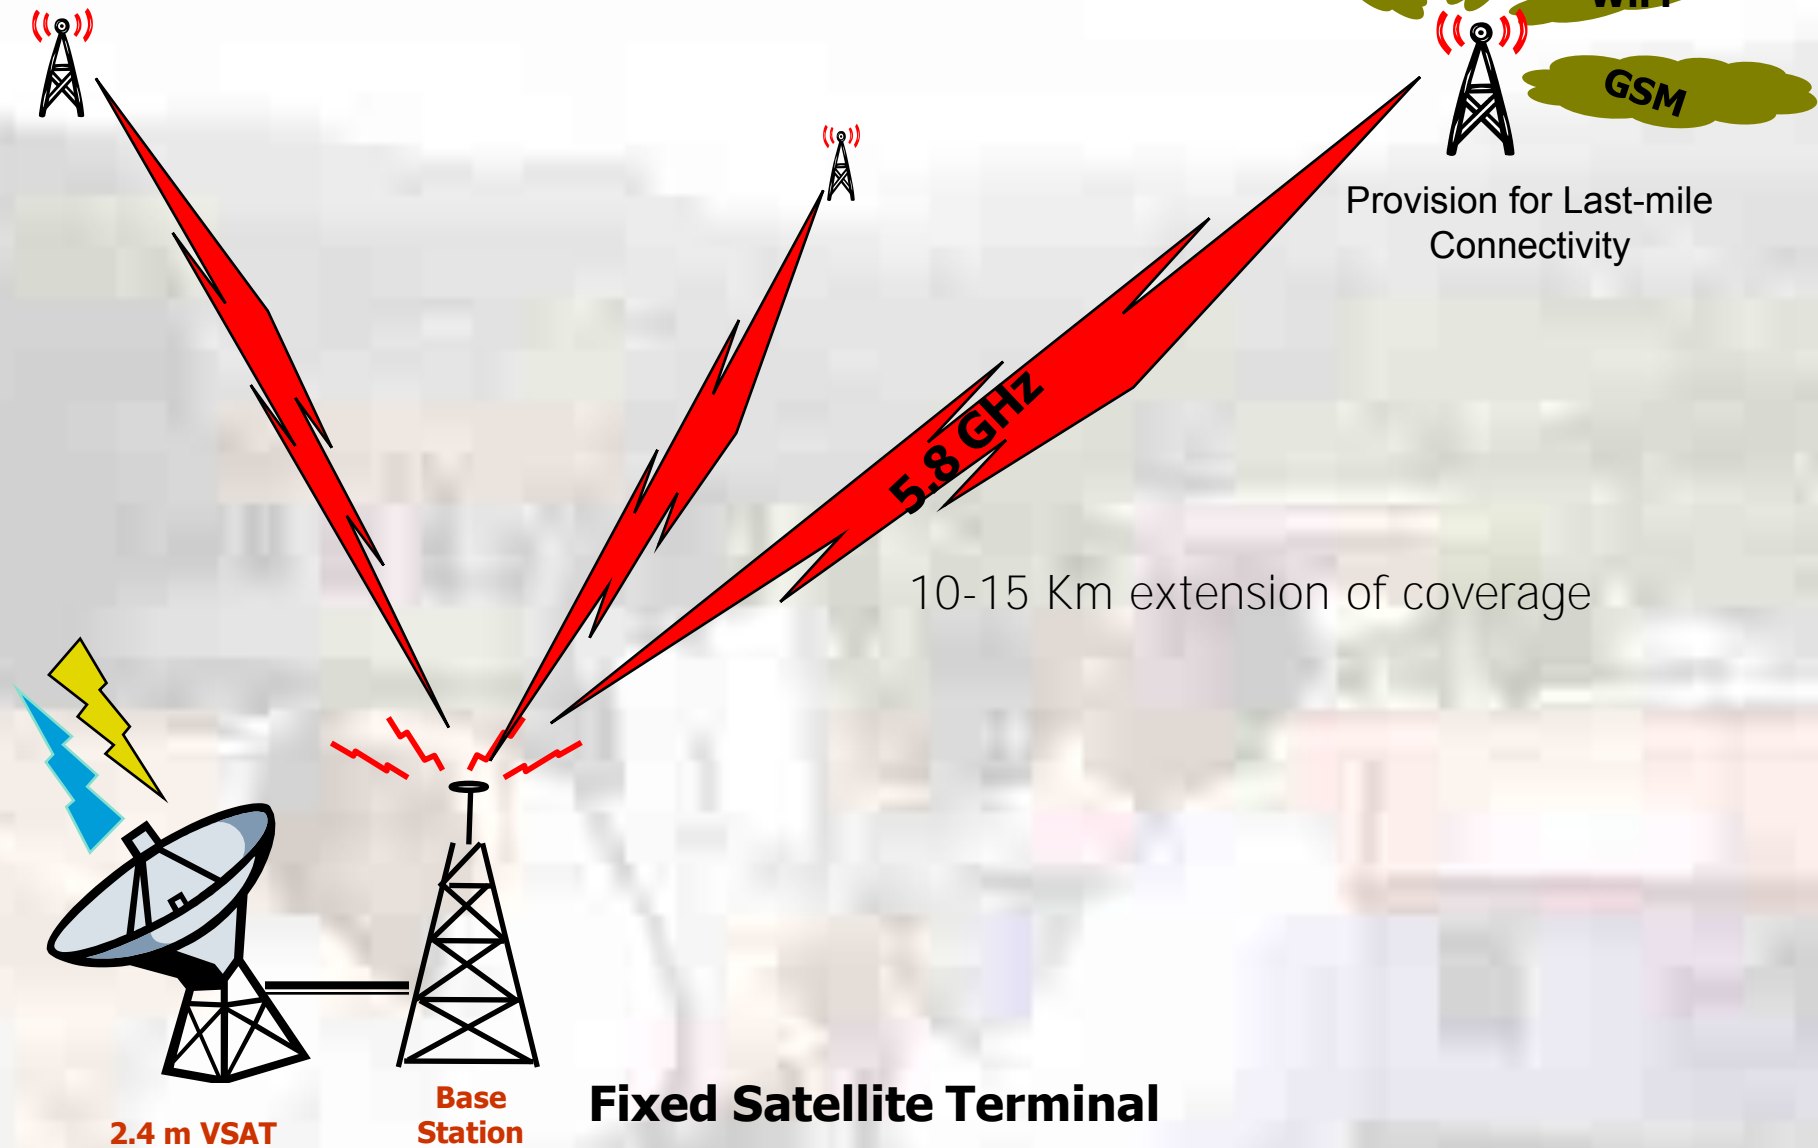 GSM
Provision for Last-mile
Connectivity
5.8 GHz
10-15 Km extension of coverage
Base
Station
2.4 m VSAT
Fixed Satellite Terminal